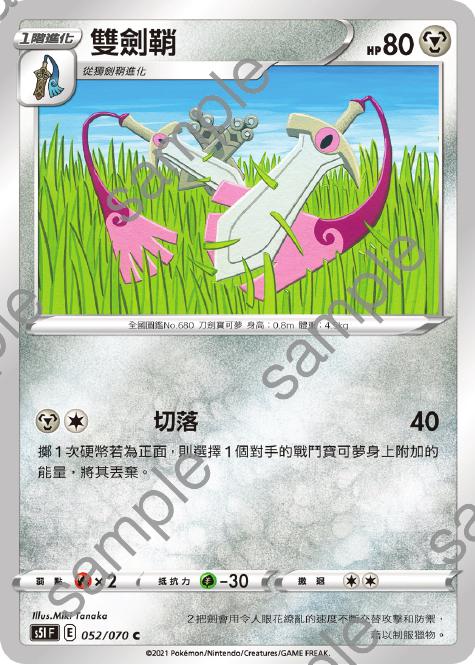 1階進化 雙劍鞘 HP80
從獨劍鞘進化
全國圖鑑No.680 刀劍寶可夢 身高:0.8m 體重:4.5kg
切落 40
擲1次硬幣若為正面,則選擇1個對手的戰鬥寶可夢身上附加的
能量,將其丟棄。
弱點 ×2 抵抗力 -30 撤退
Illus.Miki Tanaka
s5I F E 052/070 C
2把劍會用令人眼花繚亂的速度不斷交替攻擊和防禦,
藉以制服獵物。
©2021 Pokémon/Nintendo/Creatures/GAME FREAK.
sample
sample
sample
sample
sample
sample
sample
sample